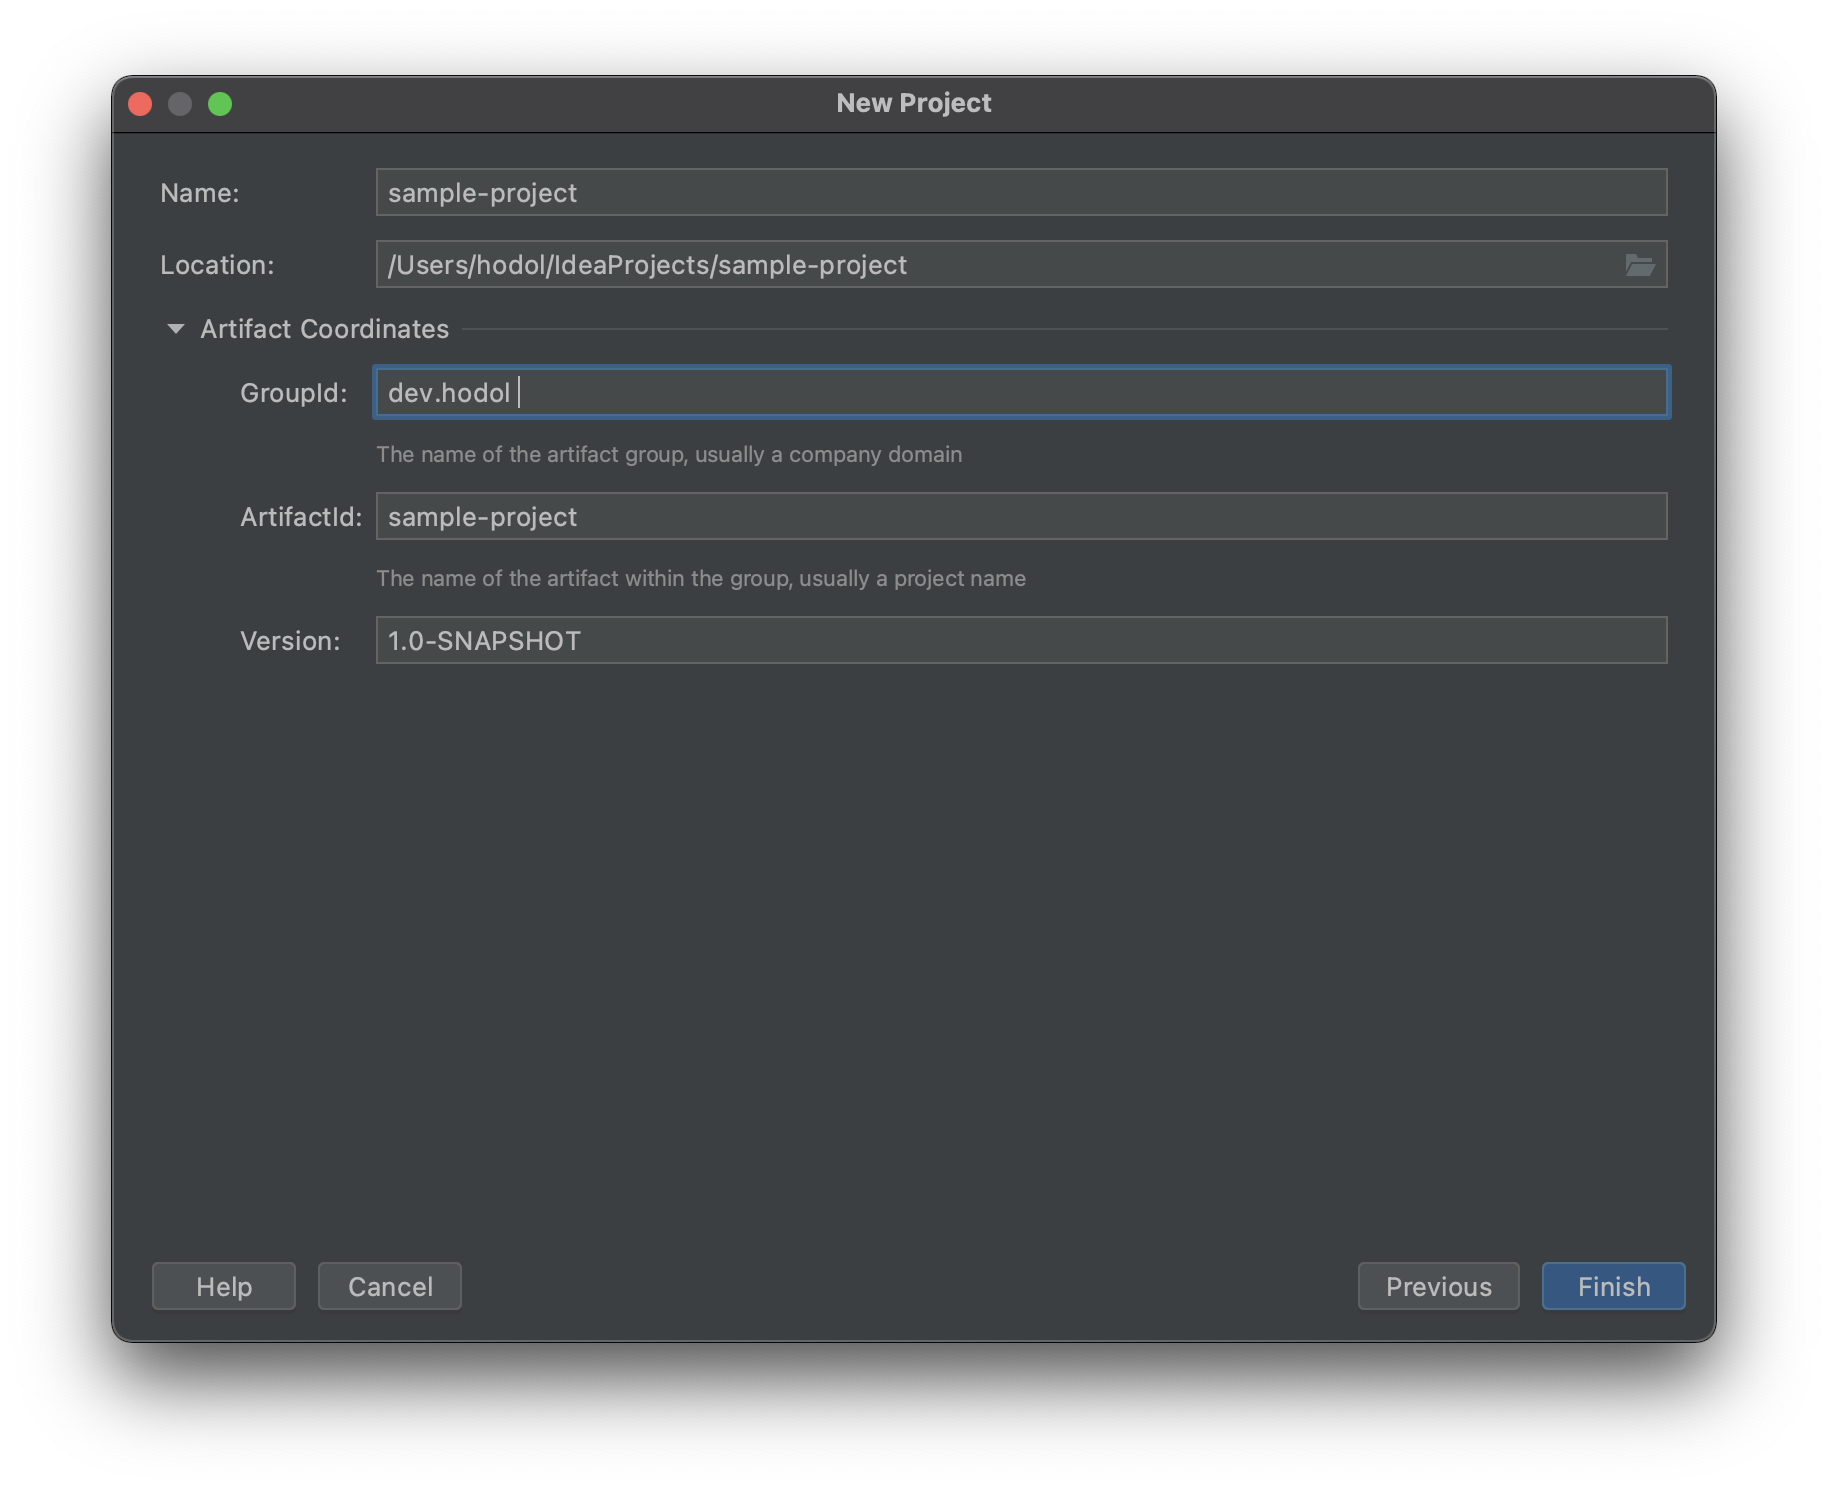 New Project
Name: sample-project
Location: /Users/hodol/IdeaProjects/sample-project
Artifact Coordinates
GroupId: dev.hodol
The name of the artifact group, usually a company domain
ArtifactId: sample-project
The name of the artifact within the group, usually a project name
Version: 1.0-SNAPSHOT
Help Cancel Previous Finish